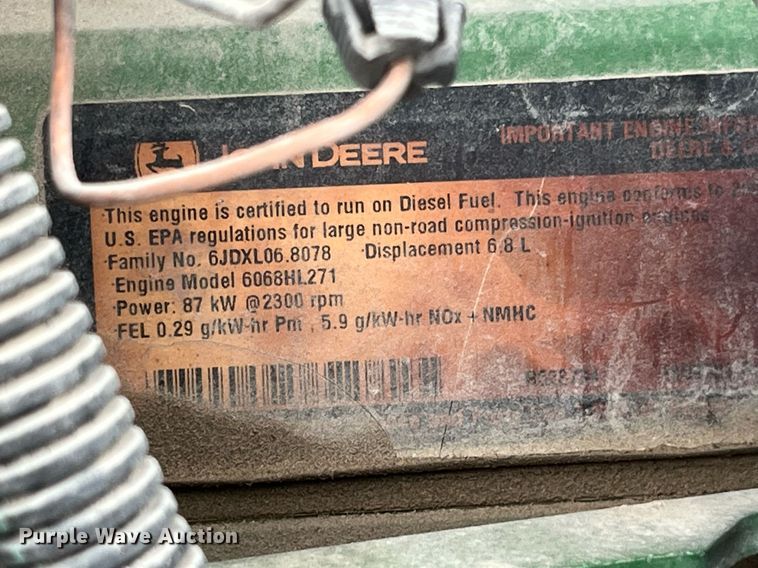 JOHN DEERE
IMPORTANT ENGINE
DEERE &
·This engine is certified to run on Diesel Fuel. This engine conforms to
U.S. EPA regulations for large non-road compression-ignition engines
·Family No. 6JDXL06.8078 ·Displacement 6.8 L
·Engine Model 6068HL271
·Power: 87 kW @ 2300 rpm
·FEL 0.29 g/kW-hr Pm , 5.9 g/kW-hr NOx + NMHC
Purple Wave Auction